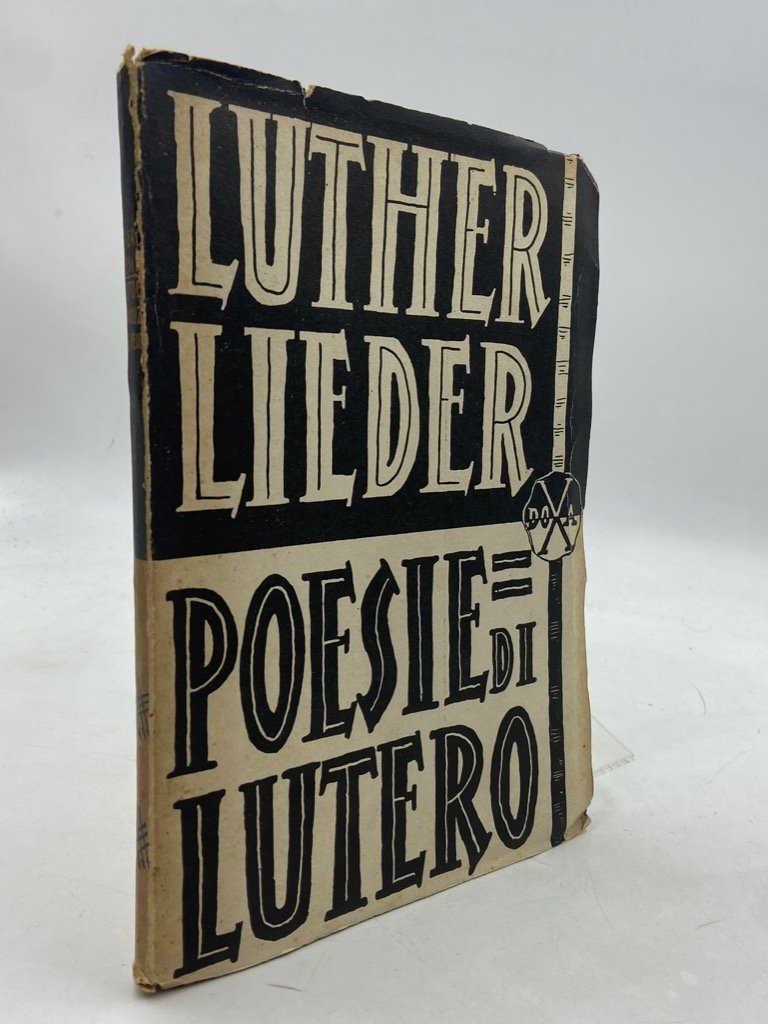 LUTHER
LIEDER
DOXA
POESIE=
DI
LUTERO